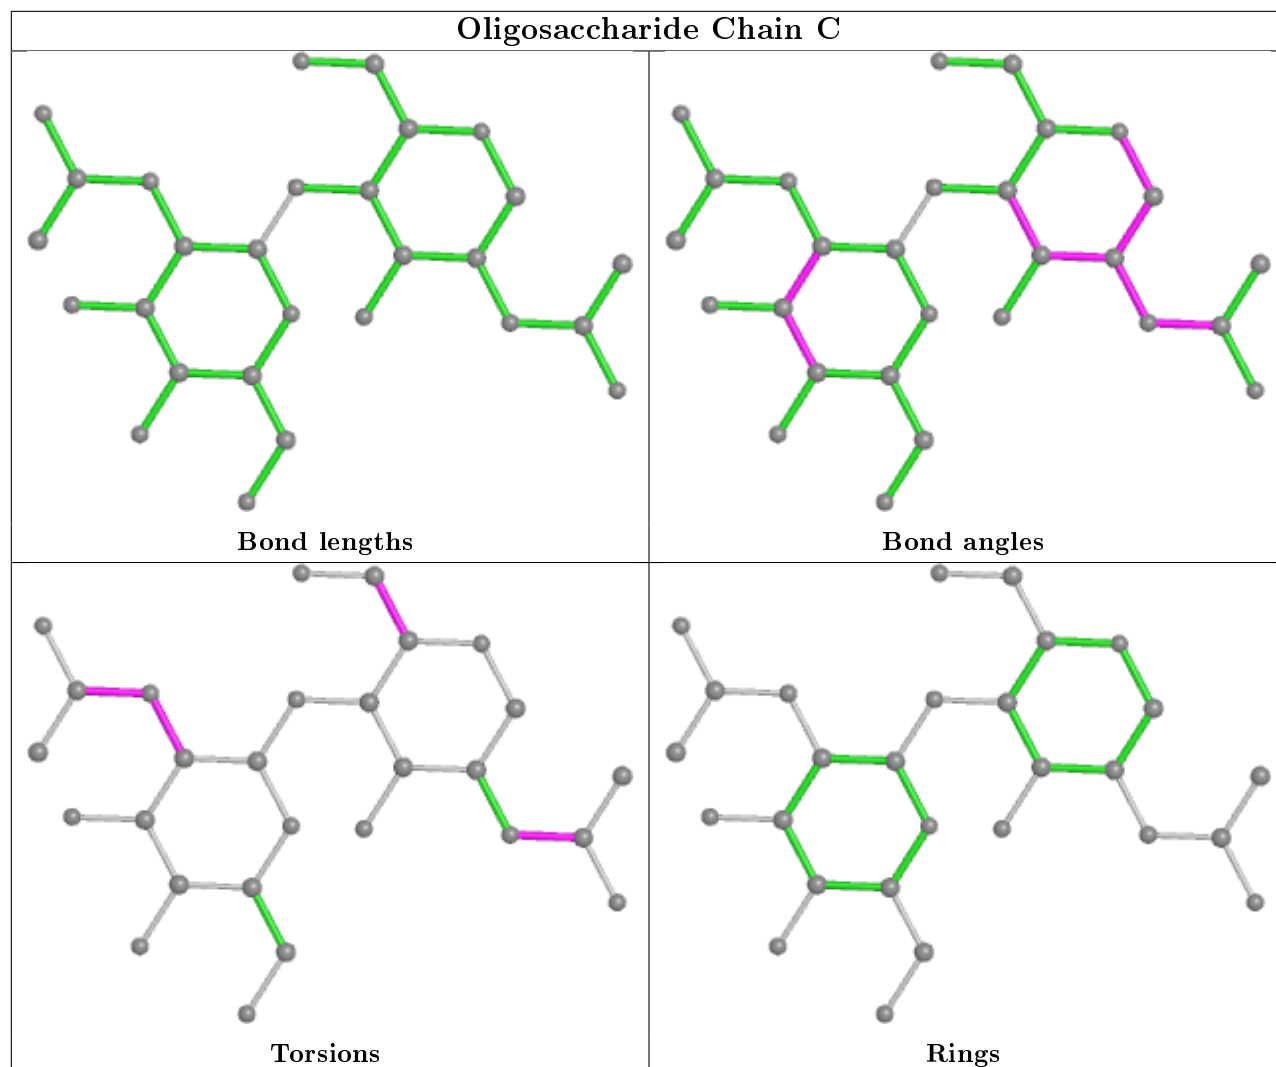 Oligosaccharide Chain C
Bond lengths
Bond angles
Torsions
Rings